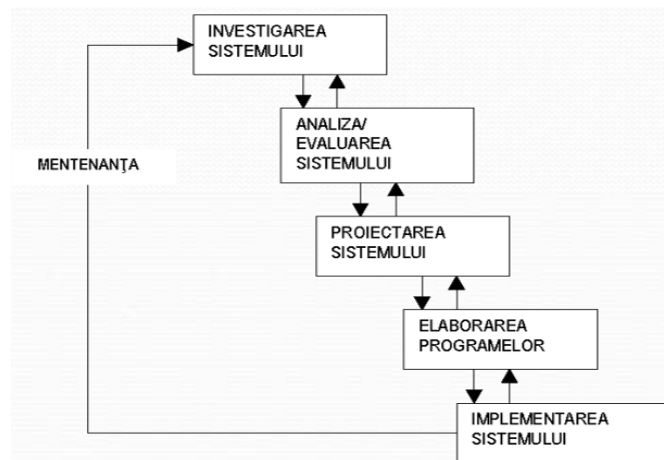 INVESTIGAREA
SISTEMULUI
ANALIZA/
EVALUAREA
SISTEMULUI
MENTENANŢA
PROIECTAREA
SISTEMULUI
ELABORAREA
PROGRAMELOR
IMPLEMENTAREA
SISTEMULUI